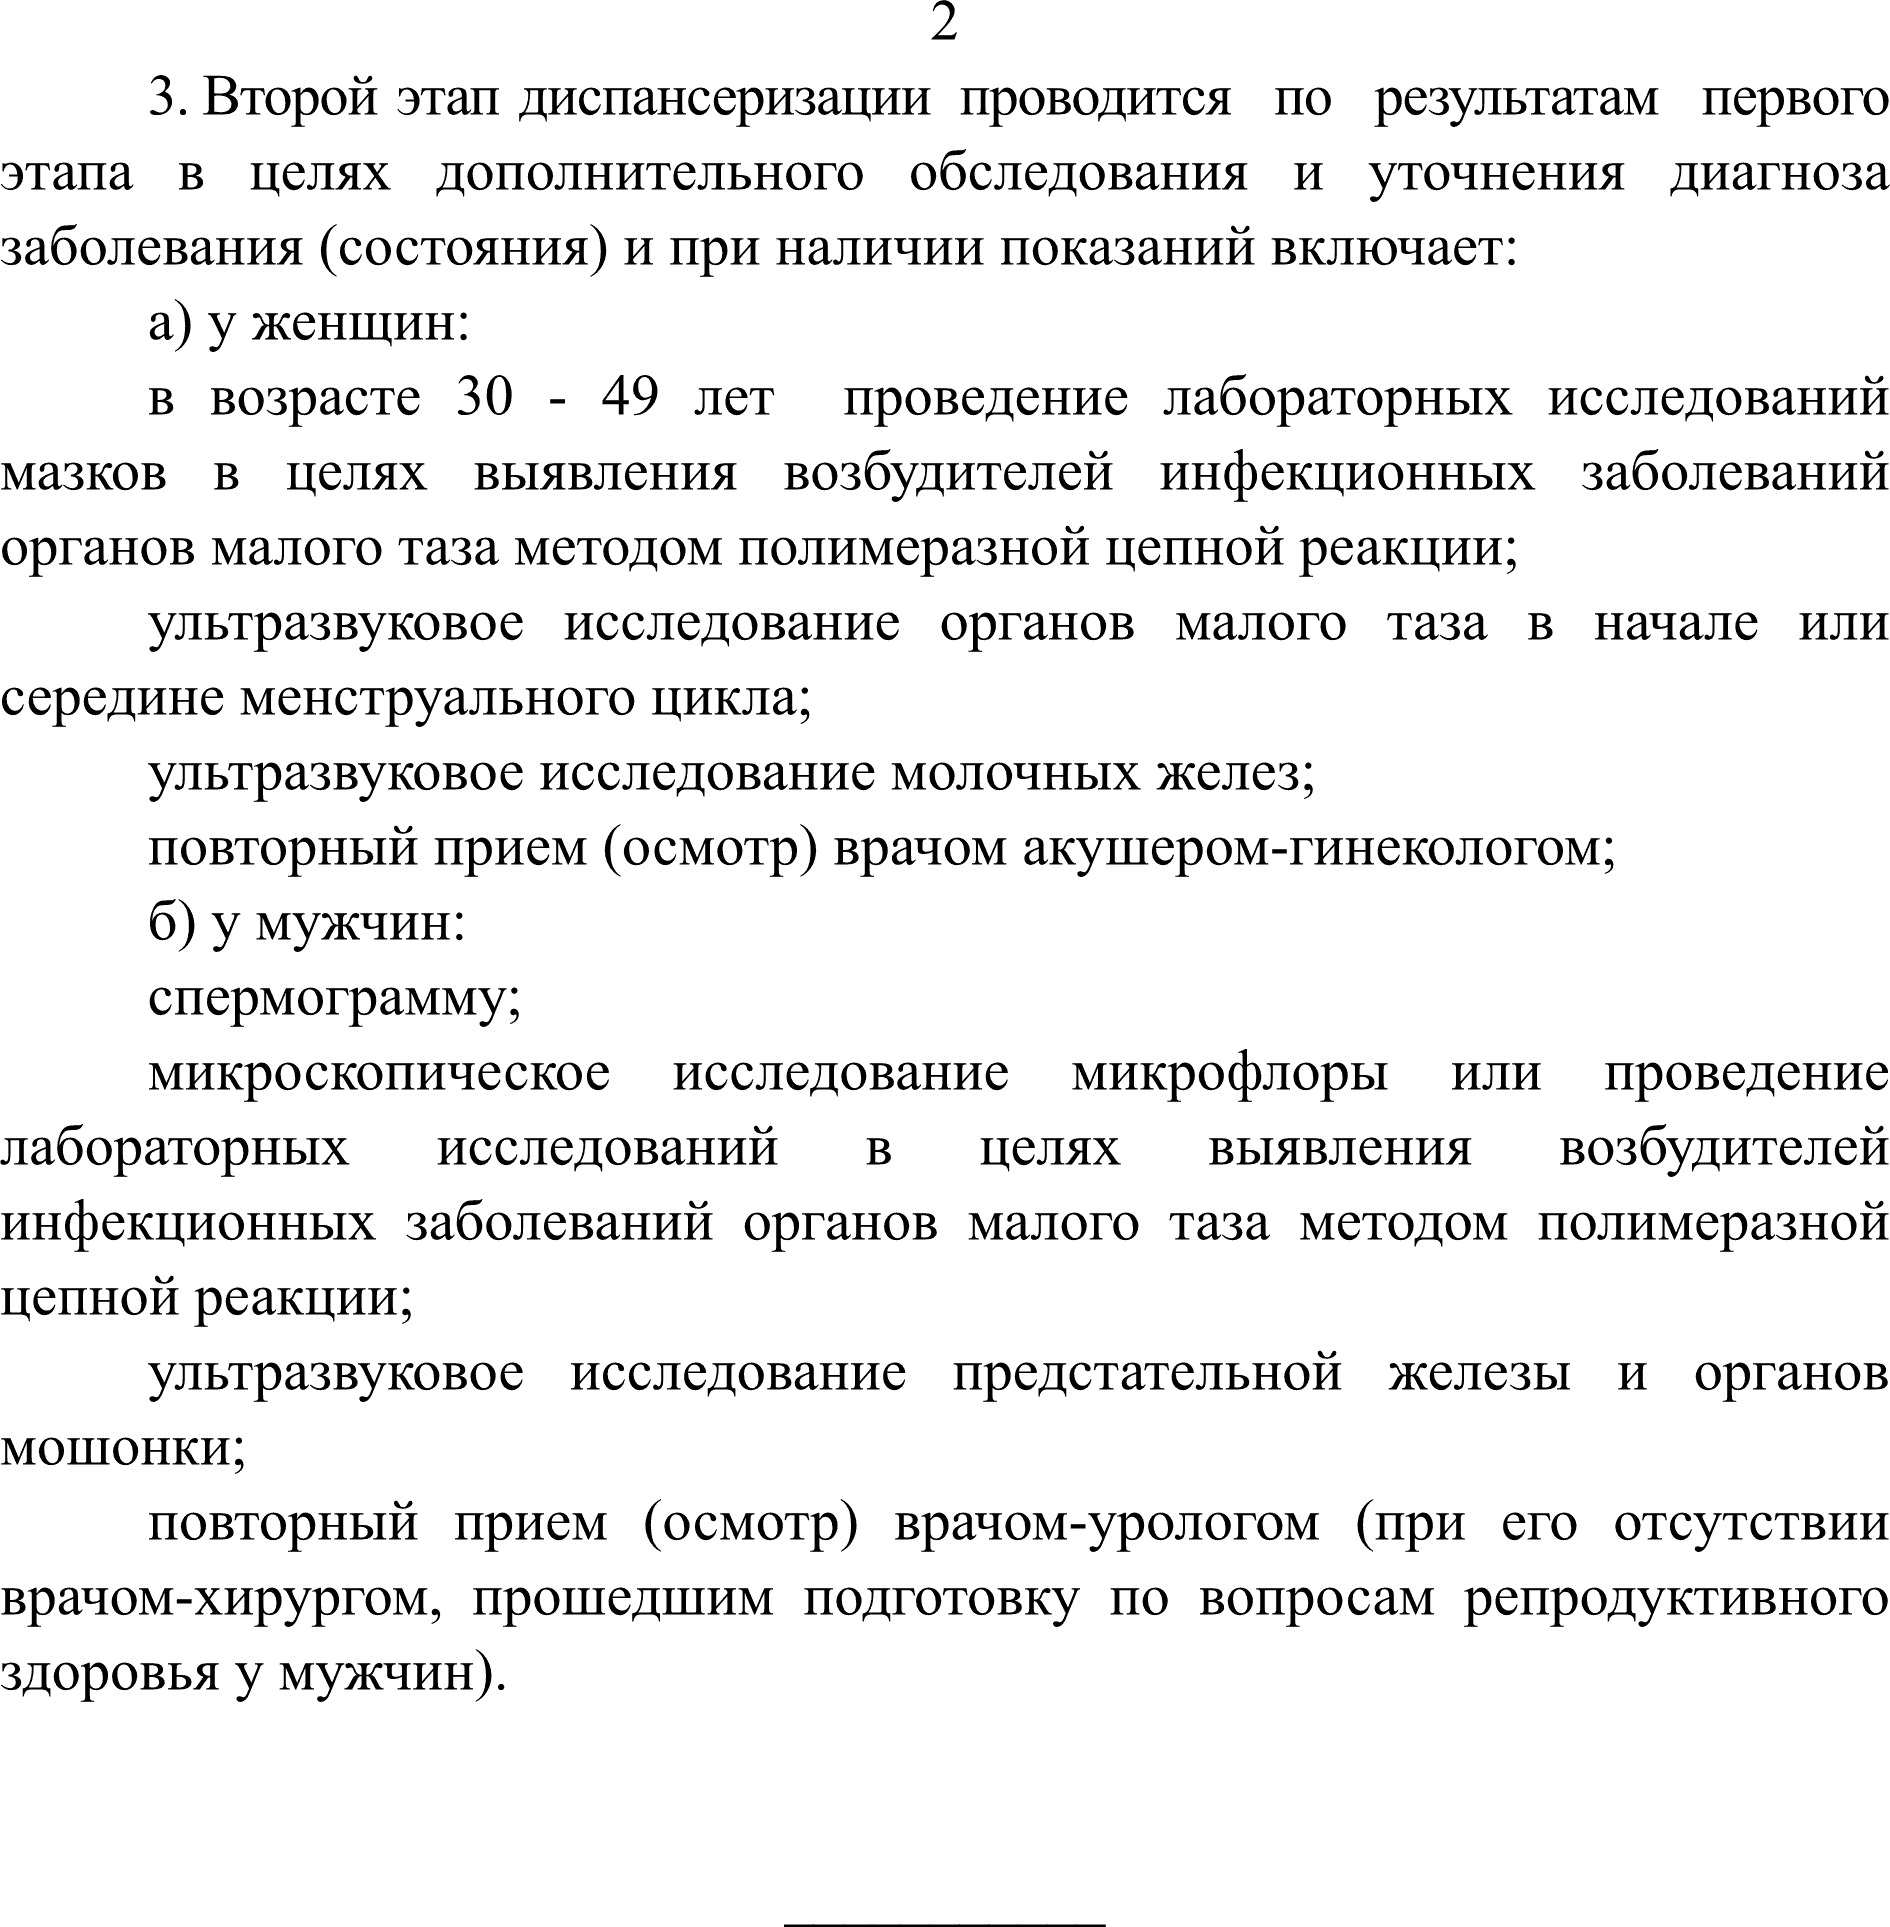 2
3. Второй этап диспансеризации проводится по результатам первого
этапа в целях дополнительного обследования и уточнения диагноза
заболевания (состояния) и при наличии показаний включает:
а) у женщин:
в возрасте 30 - 49 лет проведение лабораторных исследований
мазков в целях выявления возбудителей инфекционных заболеваний
органов малого таза методом полимеразной цепной реакции;
ультразвуковое исследование органов малого таза в начале или
середине менструального цикла;
ультразвуковое исследование молочных желез;
повторный прием (осмотр) врачом акушером-гинекологом;
б) у мужчин:
спермограмму;
микроскопическое исследование микрофлоры или проведение
лабораторных исследований в целях выявления возбудителей
инфекционных заболеваний органов малого таза методом полимеразной
цепной реакции;
ультразвуковое исследование предстательной железы и органов
мошонки;
повторный прием (осмотр) врачом-урологом (при его отсутствии
врачом-хирургом, прошедшим подготовку по вопросам репродуктивного
здоровья у мужчин).